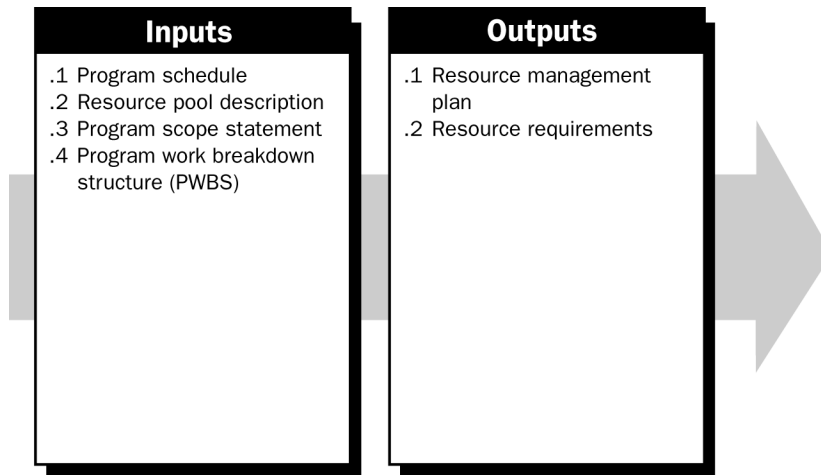 Inputs
.1 Program schedule
.2 Resource pool description
.3 Program scope statement
.4 Program work breakdown
structure (PWBS)
Outputs
.1 Resource management
plan
.2 Resource requirements